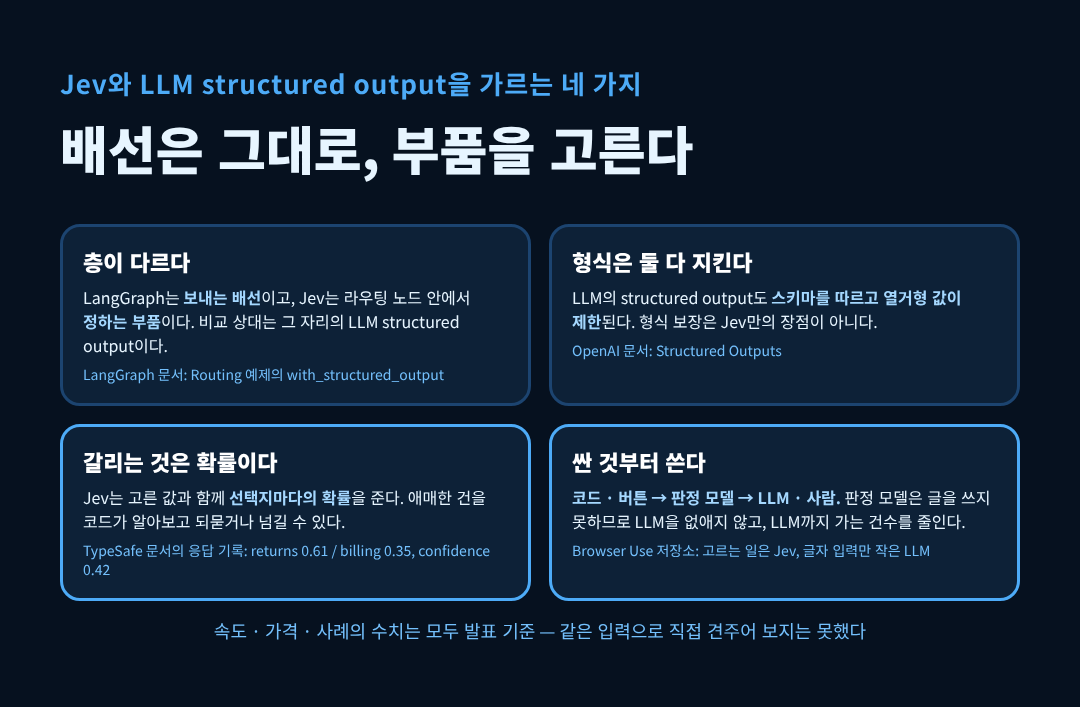 Jev와 LLM structured output을 가르는 네 가지
배선은 그대로, 부품을 고른다
층이 다르다
LangGraph는 보내는 배선이고, Jev는 라우팅 노드 안에서
정하는 부품이다. 비교 상대는 그 자리의 LLM structured
output이다.
LangGraph 문서: Routing 예제의 with_structured_output
형식은 둘 다 지킨다
LLM의 structured output도 스키마를 따르고 열거형 값이
제한된다. 형식 보장은 Jev만의 장점이 아니다.
OpenAI 문서: Structured Outputs
갈리는 것은 확률이다
Jev는 고른 값과 함께 선택지마다의 확률을 준다. 애매한 건을
코드가 알아보고 되묻거나 넘길 수 있다.
TypeSafe 문서의 응답 기록: returns 0.61 / billing 0.35, confidence
0.42
싼 것부터 쓴다
코드 · 버튼 → 판정 모델 → LLM · 사람. 판정 모델은 글을 쓰지
못하므로 LLM을 없애지 않고, LLM까지 가는 건수를 줄인다.
Browser Use 저장소: 고르는 일은 Jev, 글자 입력만 작은 LLM
속도 · 가격 · 사례의 수치는 모두 발표 기준 — 같은 입력으로 직접 견주어 보지는 못했다